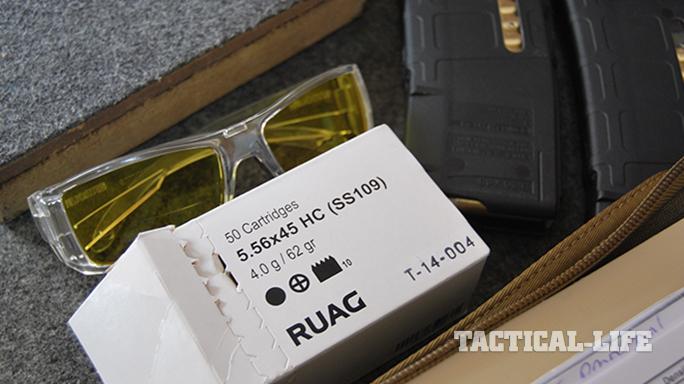 50 Cartridges
5.56x45 HC (SS109)
4.0 g / 62 gr
10
RUAG
T-14-004
TACTICAL-LIFE